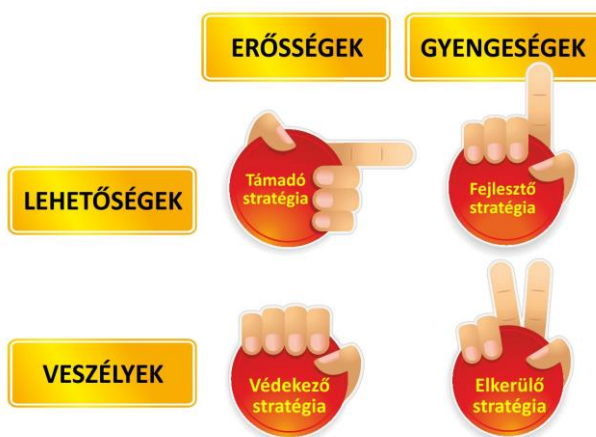 ERŐSSÉGEK
GYENGESÉGEK
LEHETŐSÉGEK
Támadó
stratégia
Fejlesztő
stratégia
VESZÉLYEK
Védekező
stratégia
Elkerülő
stratégia